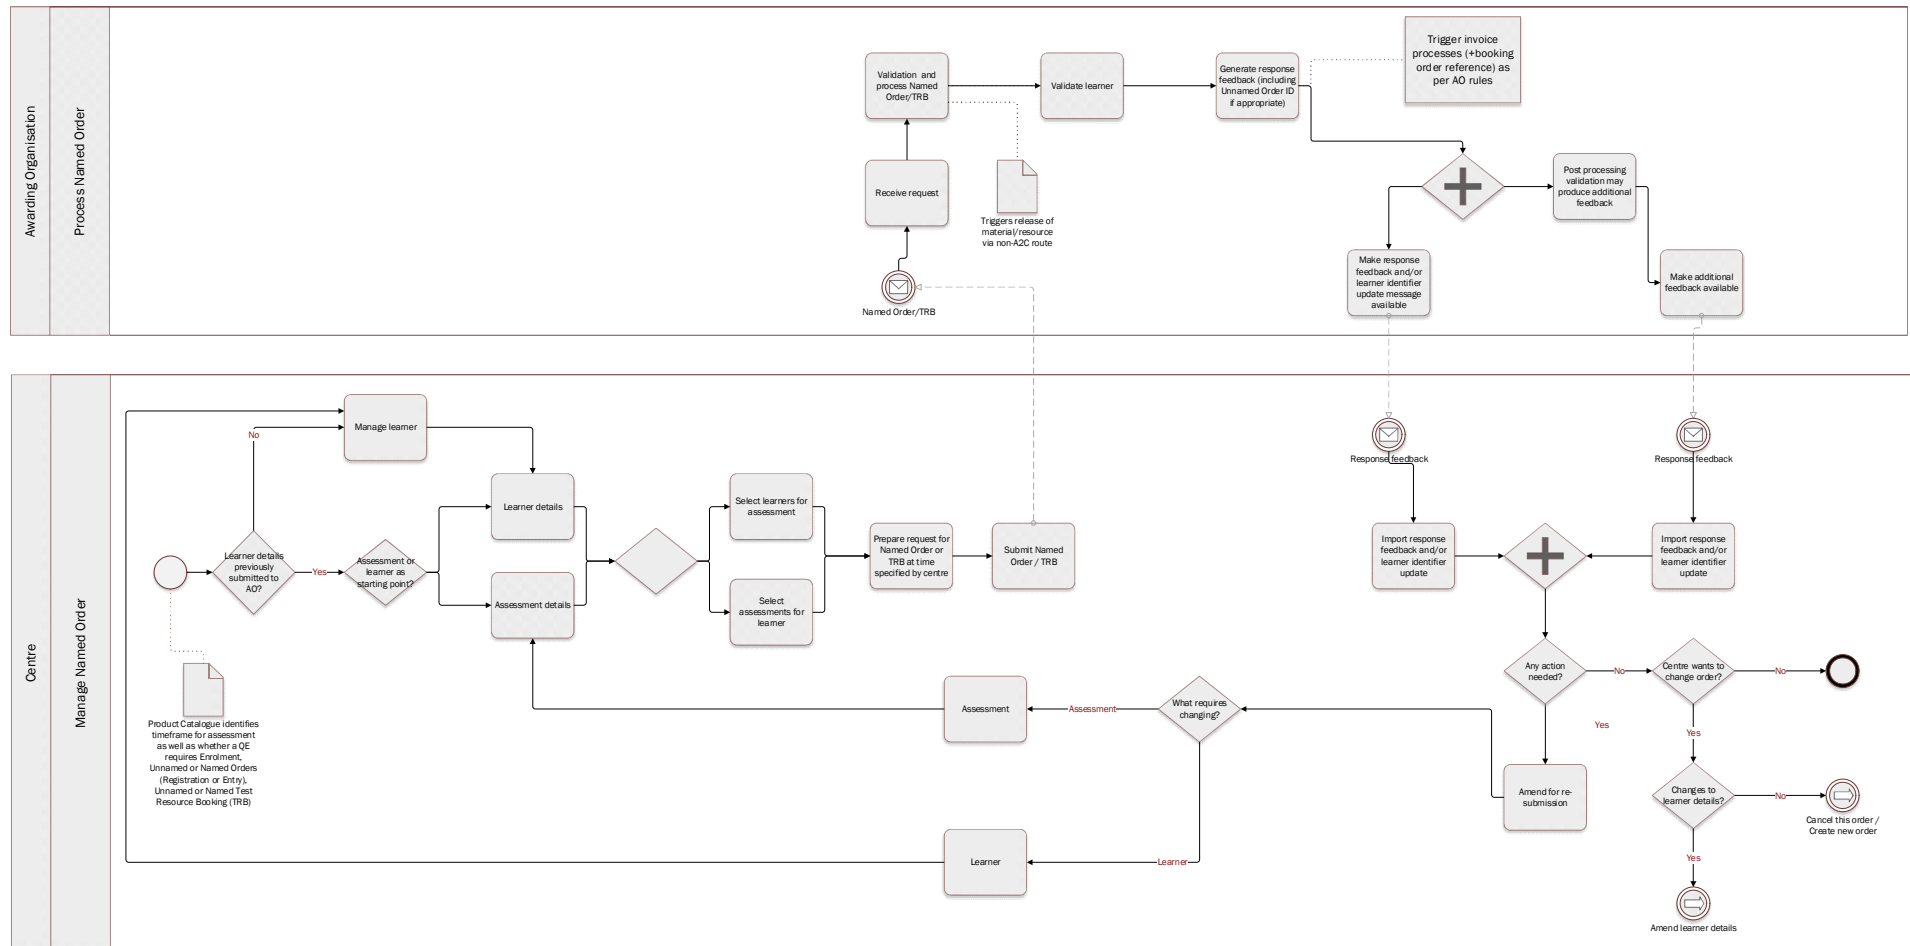 Awarding Organisation
Process Named Order
Validation and
process Named
Order/TRB
Validate learner
Generate response
feedback (including
Unnamed Order ID
if appropriate)
Trigger invoice
processes (+booking
order reference) as
per AO rules
Receive request
Triggers release of
material/resource
via non-A2C route
Named Order/TRB
Post processing
validation may
produce additional
feedback
Make response
feedback and/or
learner identifier
update message
available
Make additional
feedback available
Centre
Manage Named Order
No
Manage learner
Learner details
previously
submitted to
AO?
Yes
Assessment or
learner as
starting point?
Learner details
Assessment details
Select learners for
assessment
Select
assessments for
learner
Prepare request for
Named Order or
TRB at time
specified by centre
Submit Named
Order / TRB
Response feedback
Response feedback
Import response
feedback and/or
learner identifier
update
Import response
feedback and/or
learner identifier
update
Product Catalogue identifies
timeframe for assessment
as well as whether a QE
requires Enrolment,
Unnamed or Named Orders
(Registration or Entry),
Unnamed or Named Test
Resource Booking (TRB)
Assessment
Assessment
What requires
changing?
Any action
needed?
No
Centre wants to
change order?
No
Yes
Yes
Amend for re-
submission
Changes to
learner details?
No
Cancel this order /
Create new order
Learner
Learner
Yes
Amend learner details